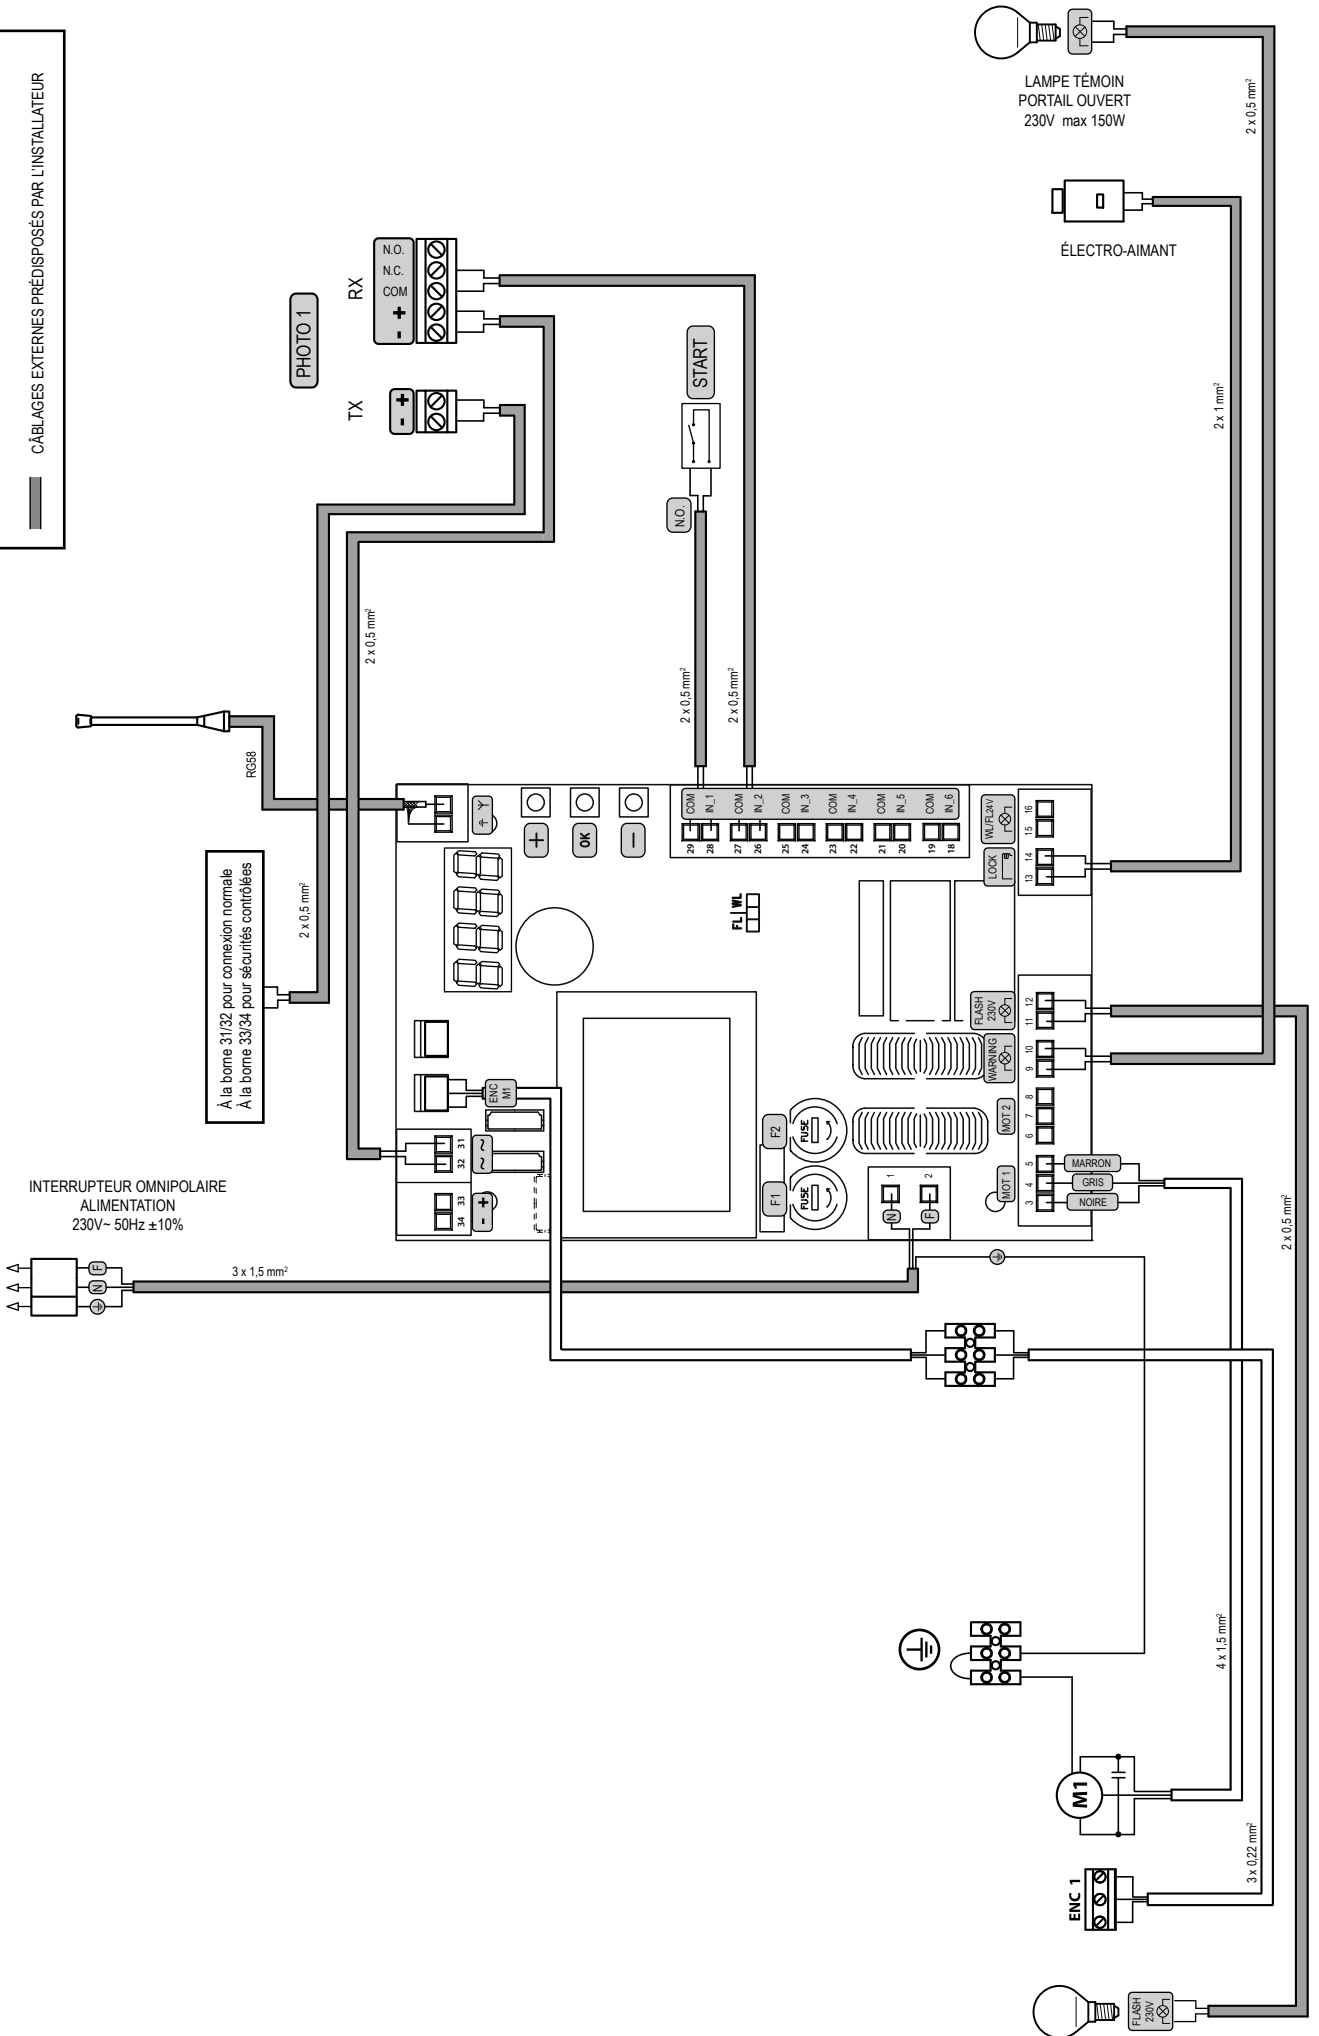 LAMPE TÉMOIN
PORTAIL OUVERT
230V max 150W
2 x 0,5 mm²
CÂBLAGES EXTERNES PRÉDISPOSÉS PAR L'INSTALLATEUR
ÉLECTRO-AIMANT
2 x 1 mm²
PHOTO 1
RX
N.O.
N.C.
COM
+
-
TX
- +
START
N.O.
2 x 0,5 mm²
2 x 0,5 mm²
2 x 0,5 mm²
RG58
À la borne 31/32 pour connexion normale
À la borne 33/34 pour sécurités contrôlées
2 x 0,5 mm²
+
OK
-
29 COM
28 IN_1
27 COM
26 IN_2
25 COM
24 IN_3
23 COM
22 IN_4
21 COM
20 IN_5
19 COM
18 IN_6
FL WL
WL/FL24V
16
15
LOCK
14
13
FLASH
230V
12
11
WARNING
10
9
MOT 2
8
7
6
MOT 1
5
4
3
MARRON
GRIS
NOIRE
ENC
M1
31
32
~ ~
33
34
- +
F2
FUSE
F1
FUSE
1
2
N
F
INTERRUPTEUR OMNIPOLAIRE
ALIMENTATION
230V~ 50Hz ±10%
F
N
3 x 1,5 mm²
2 x 0,5 mm²
4 x 1,5 mm²
M1
3 x 0,22 mm²
ENC 1
FLASH
230V